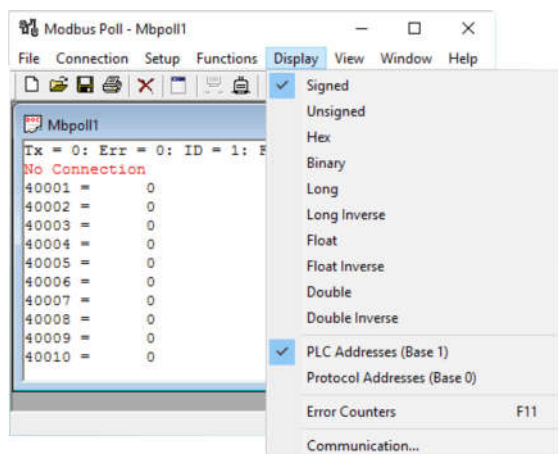 Modbus Poll - Mbpoll1
File Connection Setup Functions Display View Window Help
Mbpoll1
Tx = 0: Err = 0: ID = 1: F
No Connection
40001 = 0
40002 = 0
40003 = 0
40004 = 0
40005 = 0
40006 = 0
40007 = 0
40008 = 0
40009 = 0
40010 = 0
Signed
Unsigned
Hex
Binary
Long
Long Inverse
Float
Float Inverse
Double
Double Inverse
PLC Addresses (Base 1)
Protocol Addresses (Base 0)
Error Counters F11
Communication...